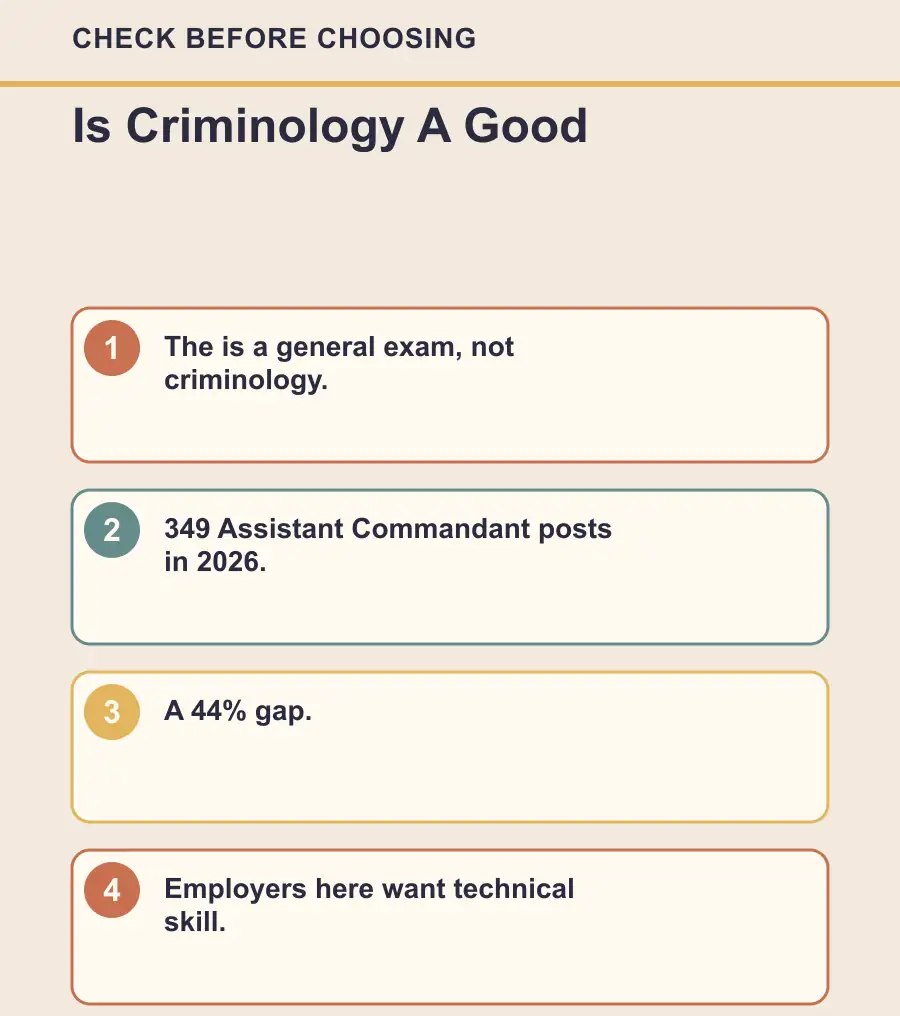 CHECK BEFORE CHOOSING
Is Criminology A Good
1
The is a general exam, not
criminology.
2
349 Assistant Commandant posts
in 2026.
3
A 44% gap.
4
Employers here want technical
skill.